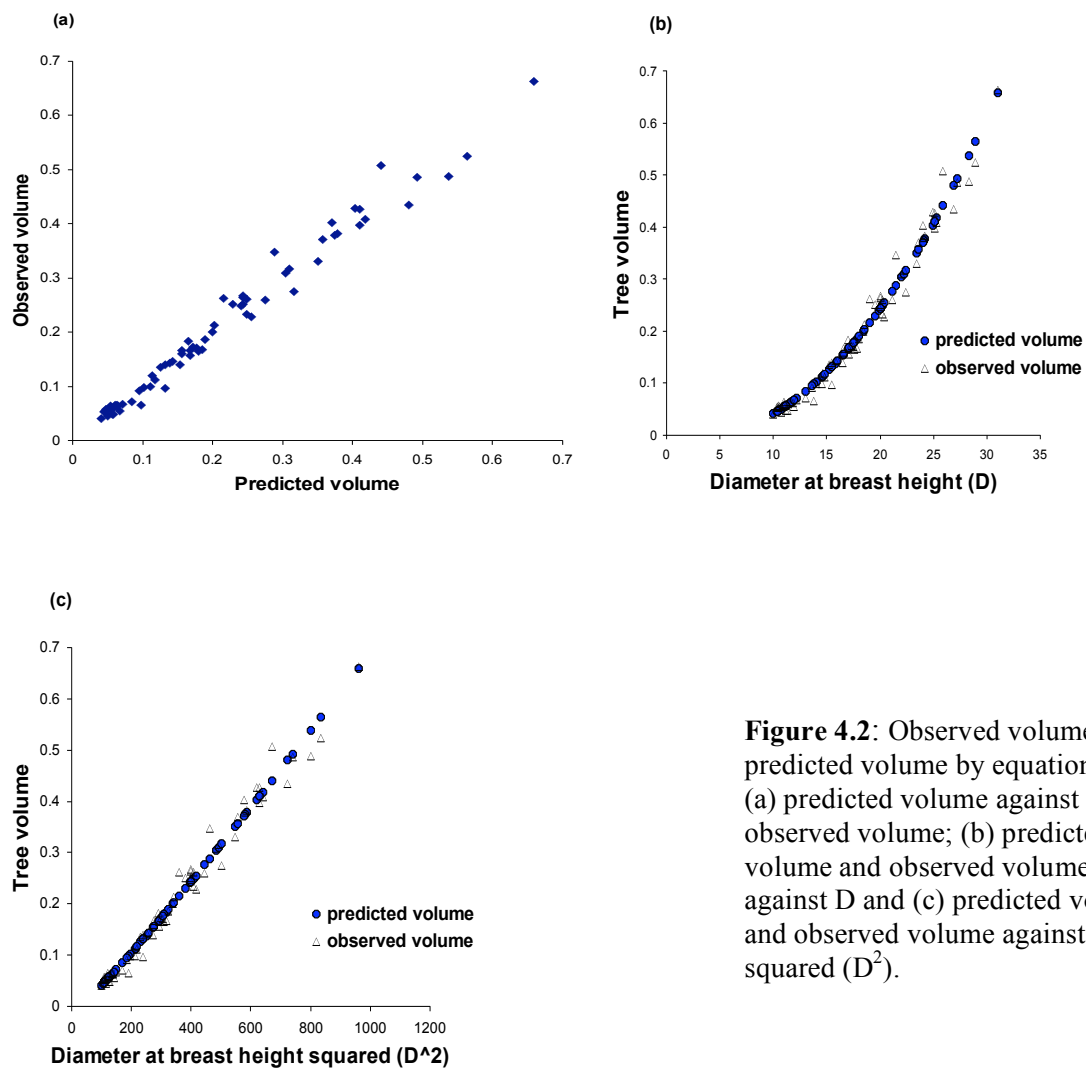 (a)
Observed volume
0.7
0.6
0.5
0.4
0.3
0.2
0.1
0
0 0.1 0.2 0.3 0.4 0.5 0.6 0.7
Predicted volume
(b)
Tree volume
0.7
0.6
0.5
0.4
0.3
0.2
0.1
0
predicted volume
observed volume
0 5 10 15 20 25 30 35
Diameter at breast height (D)
(c)
Tree volume
0.7
0.6
0.5
0.4
0.3
0.2
0.1
0
predicted volume
observed volume
0 200 400 600 800 1000 1200
Diameter at breast height squared (D^2)
Figure 4.2: Observed volume
predicted volume by equation
(a) predicted volume against
observed volume; (b)
volume and observed volume
against D and (c) predicted
and observed volume against
squared (D²).